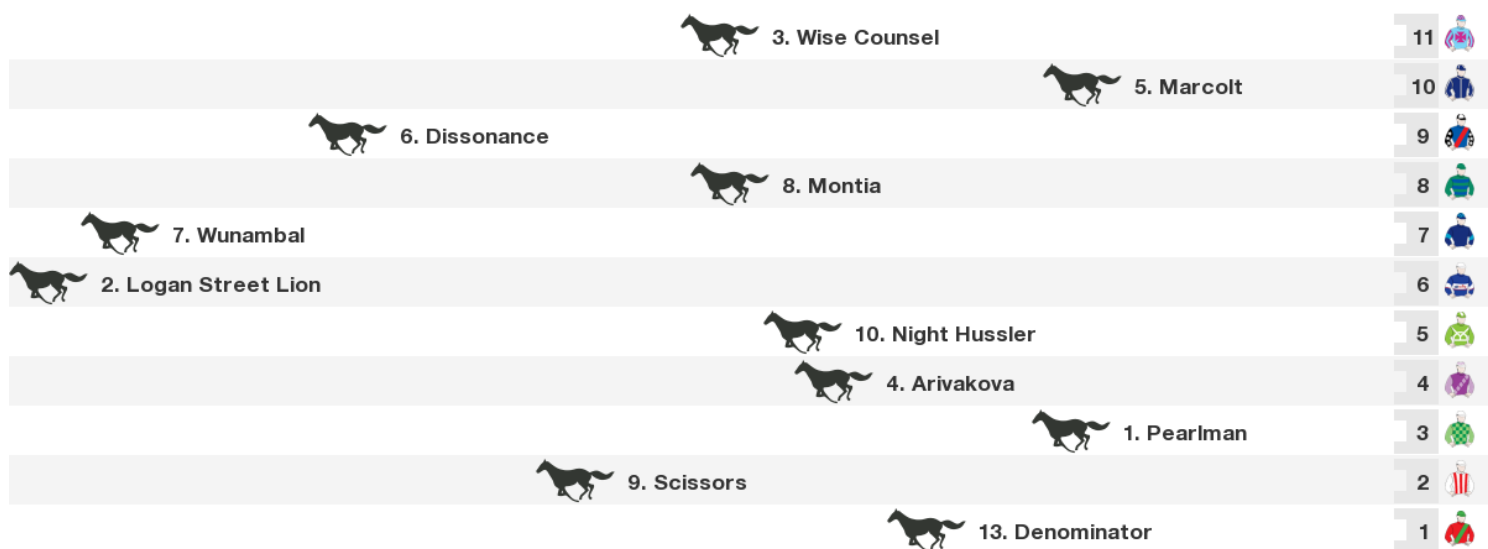 3. Wise Counsel 11
5. Marcolt 10
6. Dissonance 9
8. Montia 8
7. Wunambal 7
2. Logan Street Lion 6
10. Night Hussler 5
4. Arivakova 4
1. Pearlman 3
9. Scissors 2
13. Denominator 1